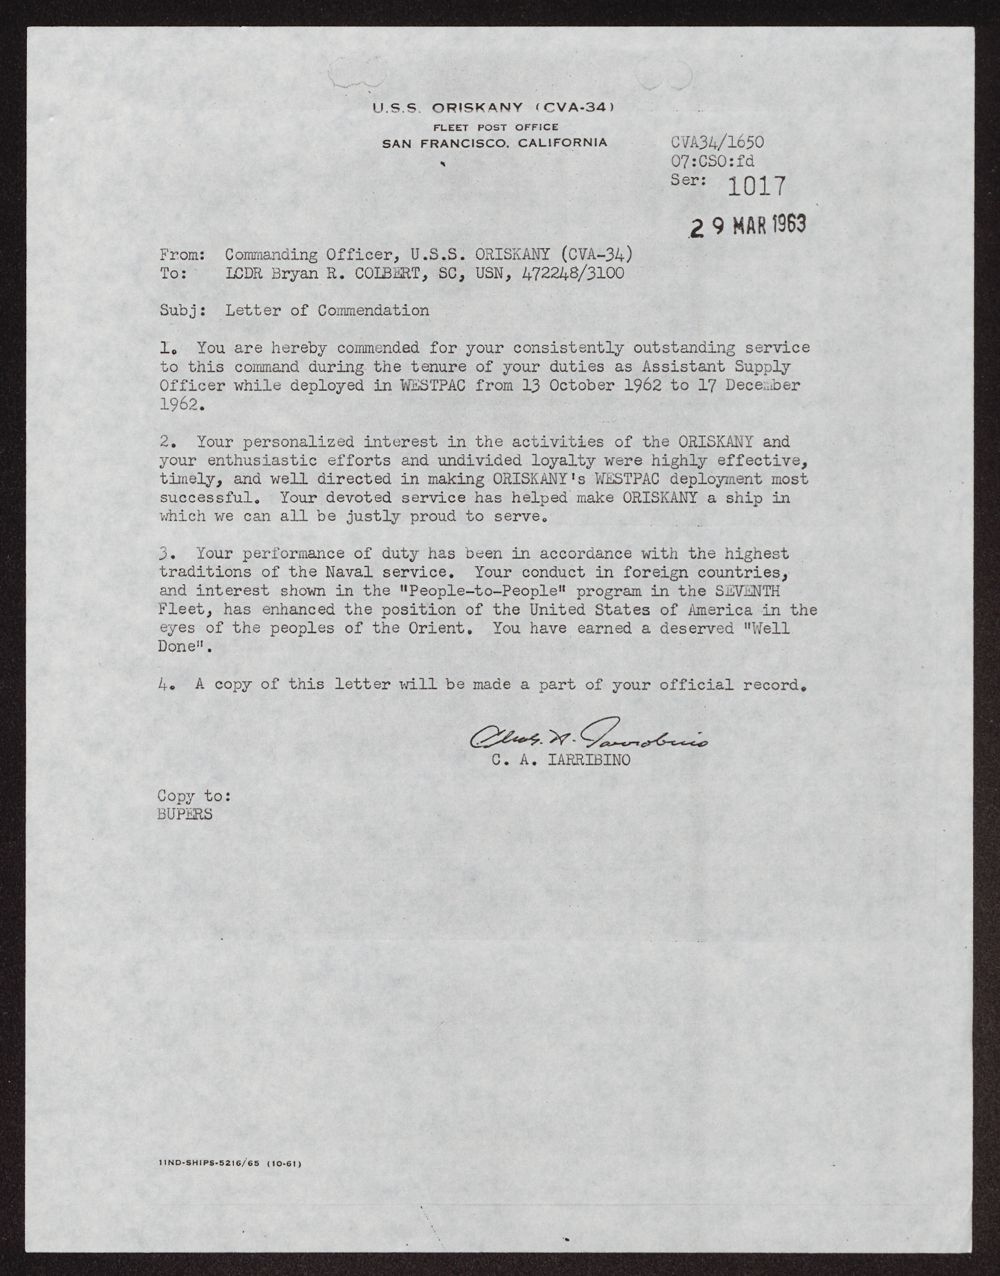 U.S.S. ORISKANY (CVA-34)
FLEET POST OFFICE
SAN FRANCISCO, CALIFORNIA
CVA34/1650
07:CSO:fd
Ser: 1017
29 MAR 1963
From: Commanding Officer, U.S.S. ORISKANY (CVA-34)
To: LCDR Bryan R. COLBERT, SC, USN, 472248/3100
Subj: Letter of Commendation
1. You are hereby commended for your consistently outstanding service
to this command during the tenure of your duties as Assistant Supply
Officer while deployed in WESTPAC from 13 October 1962 to 17 December
1962.
2. Your personalized interest in the activities of the ORISKANY and
your enthusiastic efforts and undivided loyalty were highly effective,
timely, and well directed in making ORISKANY's WESTPAC deployment most
successful. Your devoted service has helped make ORISKANY a ship in
which we can all be justly proud to serve.
3. Your performance of duty has been in accordance with the highest
traditions of the Naval service. Your conduct in foreign countries,
and interest shown in the "People-to-People" program in the SEVENTH
Fleet, has enhanced the position of the United States of America in the
eyes of the peoples of the Orient. You have earned a deserved "Well
Done".
4. A copy of this letter will be made a part of your official record.
Chas. A. Iarrobino
C. A. IARRIBINO
Copy to:
BUPERS
11ND-SHIPS-5216/65 (10-61)